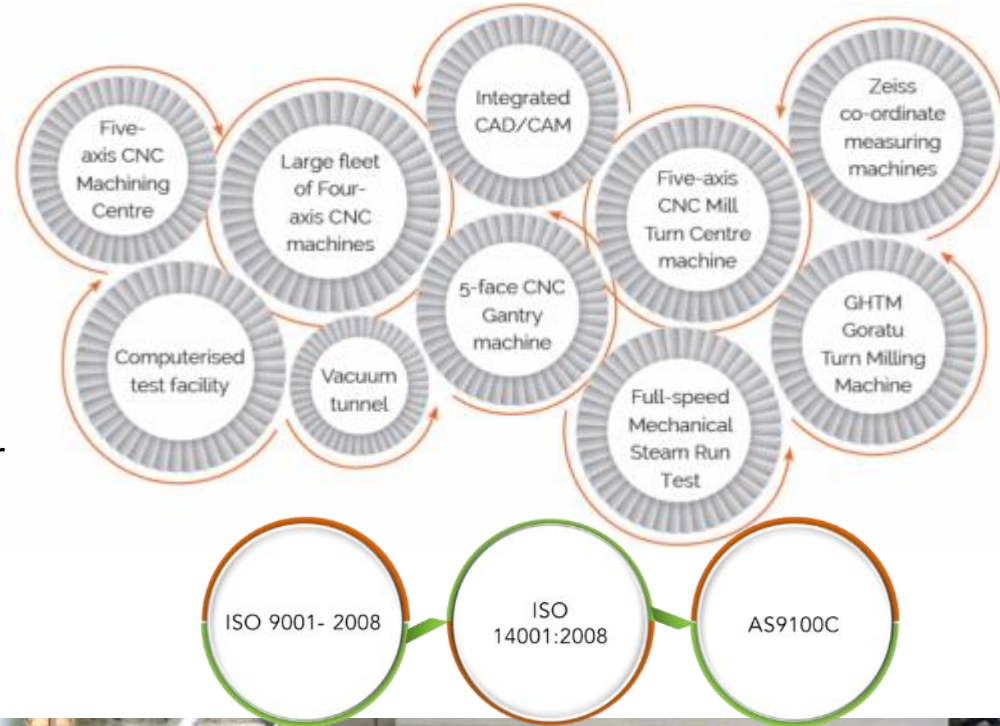 Five-
axis CNC
Machining
Centre
Large fleet
of Four-
axis CNC
machines
Integrated
CAD/CAM
Five-axis
CNC Mill
Turn Centre
machine
Zeiss
co-ordinate
measuring
machines
Computerised
test facility
Vacuum
tunnel
5-face CNC
Gantry
machine
Full-speed
Mechanical
Steam Run
Test
GHTM
Goratu
Turn Milling
Machine
ISO 9001- 2008
ISO
14001:2008
AS9100C